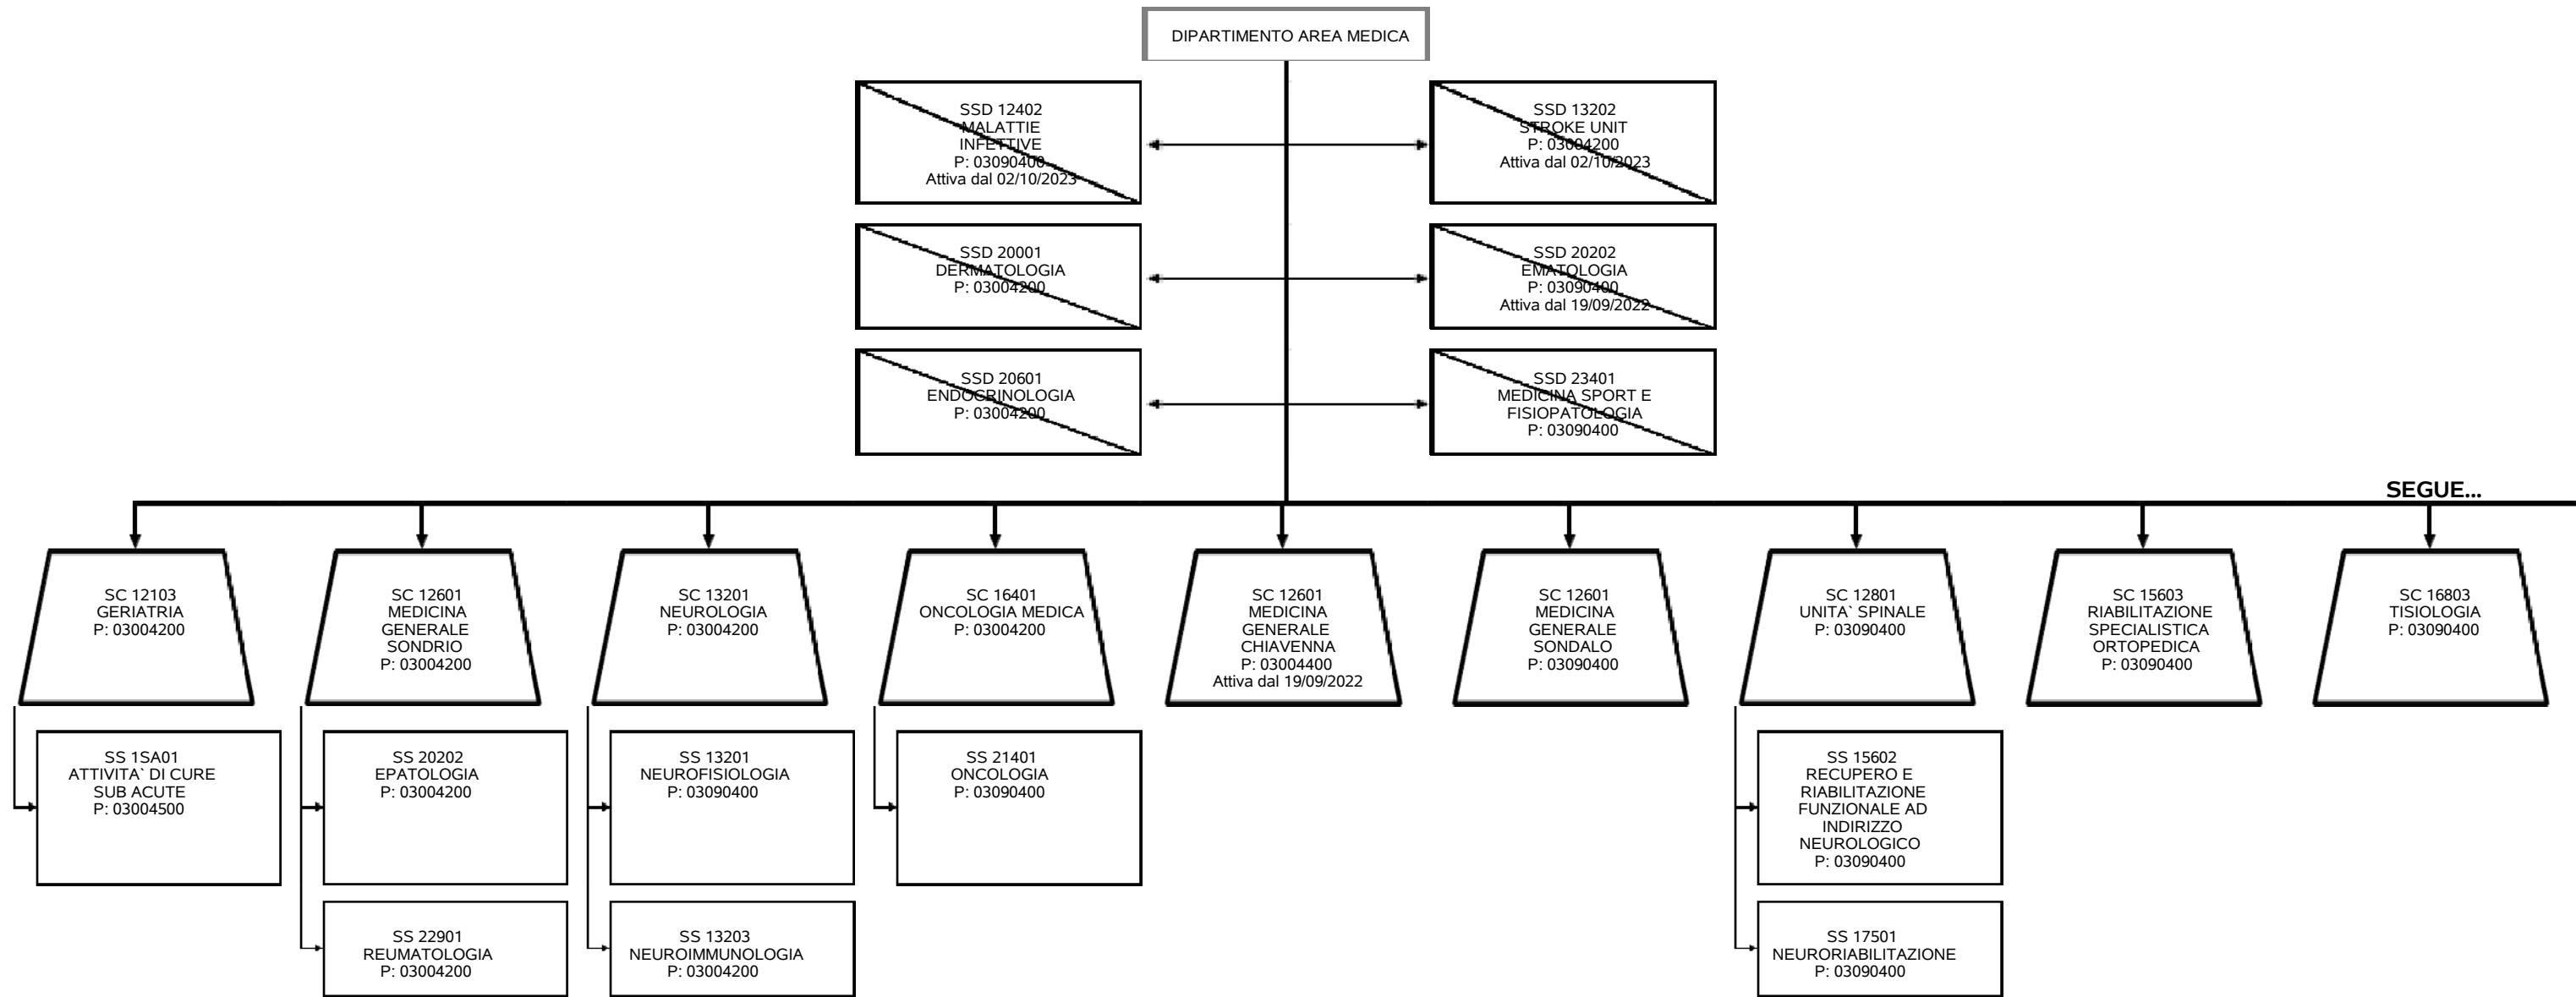 DIPARTIMENTO AREA MEDICA
SSD 12402
MALATTIE
INFETTIVE
P: 03090400
Attiva dal 02/10/2023
SSD 13202
STROKE UNIT
P: 03004200
Attiva dal 02/10/2023
SSD 20001
DERMATOLOGIA
P: 03004200
SSD 20202
EMATOLOGIA
P: 03090400
Attiva dal 19/09/2022
SSD 20601
ENDOCRINOLOGIA
P: 03004200
SSD 23401
MEDICINA SPORT E
FISIOPATOLOGIA
P: 03090400
SEGUE...
SC 12103
GERIATRIA
P: 03004200
SC 12601
MEDICINA
GENERALE
SONDRIO
P: 03004200
SC 13201
NEUROLOGIA
P: 03004200
SC 16401
ONCOLOGIA MEDICA
P: 03004200
SC 12601
MEDICINA
GENERALE
CHIAVENNA
P: 03004400
Attiva dal 19/09/2022
SC 12601
MEDICINA
GENERALE
SONDALO
P: 03090400
SC 12801
UNITA` SPINALE
P: 03090400
SC 15603
RIABILITAZIONE
SPECIALISTICA
ORTOPEDICA
P: 03090400
SC 16803
TISIOLOGIA
P: 03090400
SS 1SA01
ATTIVITA` DI CURE
SUB ACUTE
P: 03004500
SS 20202
EPATOLOGIA
P: 03004200
SS 13201
NEUROFISIOLOGIA
P: 03090400
SS 21401
ONCOLOGIA
P: 03090400
SS 15602
RECUPERO E
RIABILITAZIONE
FUNZIONALE AD
INDIRIZZO
NEUROLOGICO
P: 03090400
SS 22901
REUMATOLOGIA
P: 03004200
SS 13203
NEUROIMMUNOLOGIA
P: 03004200
SS 17501
NEURORIABILITAZIONE
P: 03090400